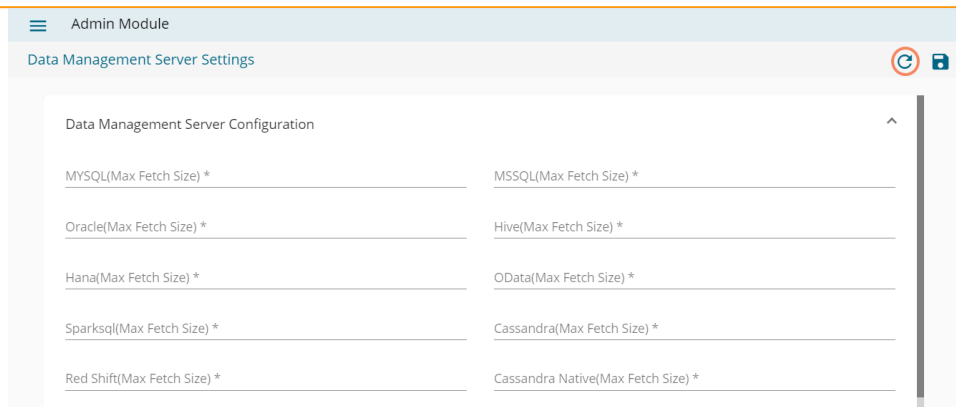 Admin Module
Data Management Server Settings
Data Management Server Configuration
MYSQL(Max Fetch Size) *
MSSQL(Max Fetch Size) *
Oracle(Max Fetch Size) *
Hive(Max Fetch Size) *
Hana(Max Fetch Size) *
OData(Max Fetch Size) *
Sparksql(Max Fetch Size) *
Cassandra(Max Fetch Size) *
Red Shift(Max Fetch Size) *
Cassandra Native(Max Fetch Size) *